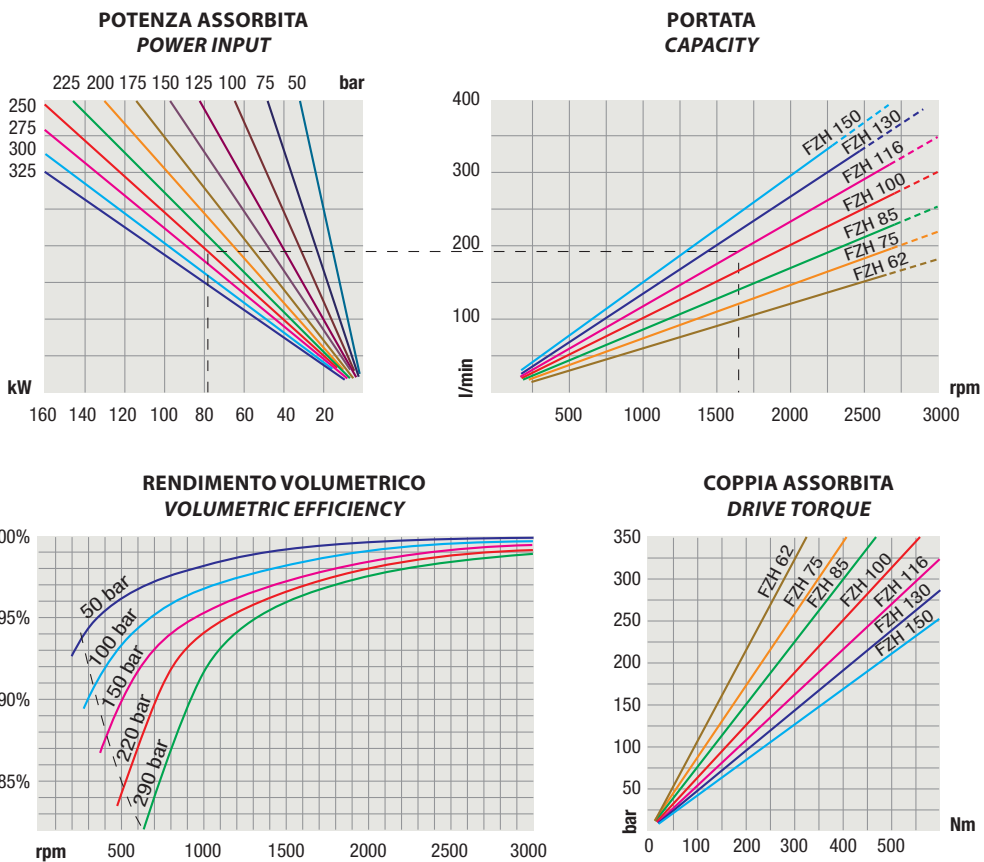 POTENZA ASSORBITA
POWER INPUT
225 200 175 147 125 100 75 50 bar
250
275
300
325
kW
160 140 120 100 80 60 40 20
PORTATA
CAPACITY
400
300
200
100
l/min
FZH 150
FZH 130
FZH 116
FZH 100
FZH 85
FZH 75
FZH 62
500 1000 1500 2000 2500 3000
rpm
RENDIMENTO VOLUMETRICO
VOLUMETRIC EFFICIENCY
00%
95%
90%
85%
50 bar
100 bar
150 bar
220 bar
290 bar
rpm 500 1000 1500 2000 2500 3000
COPPIA ASSORBITA
DRIVE TORQUE
350
300
250
200
150
100
50
bar
FZH 62
FZH 75
FZH 85
FZH 100
FZH 116
FZH 130
FZH 150
0 100 200 300 400 500
Nm